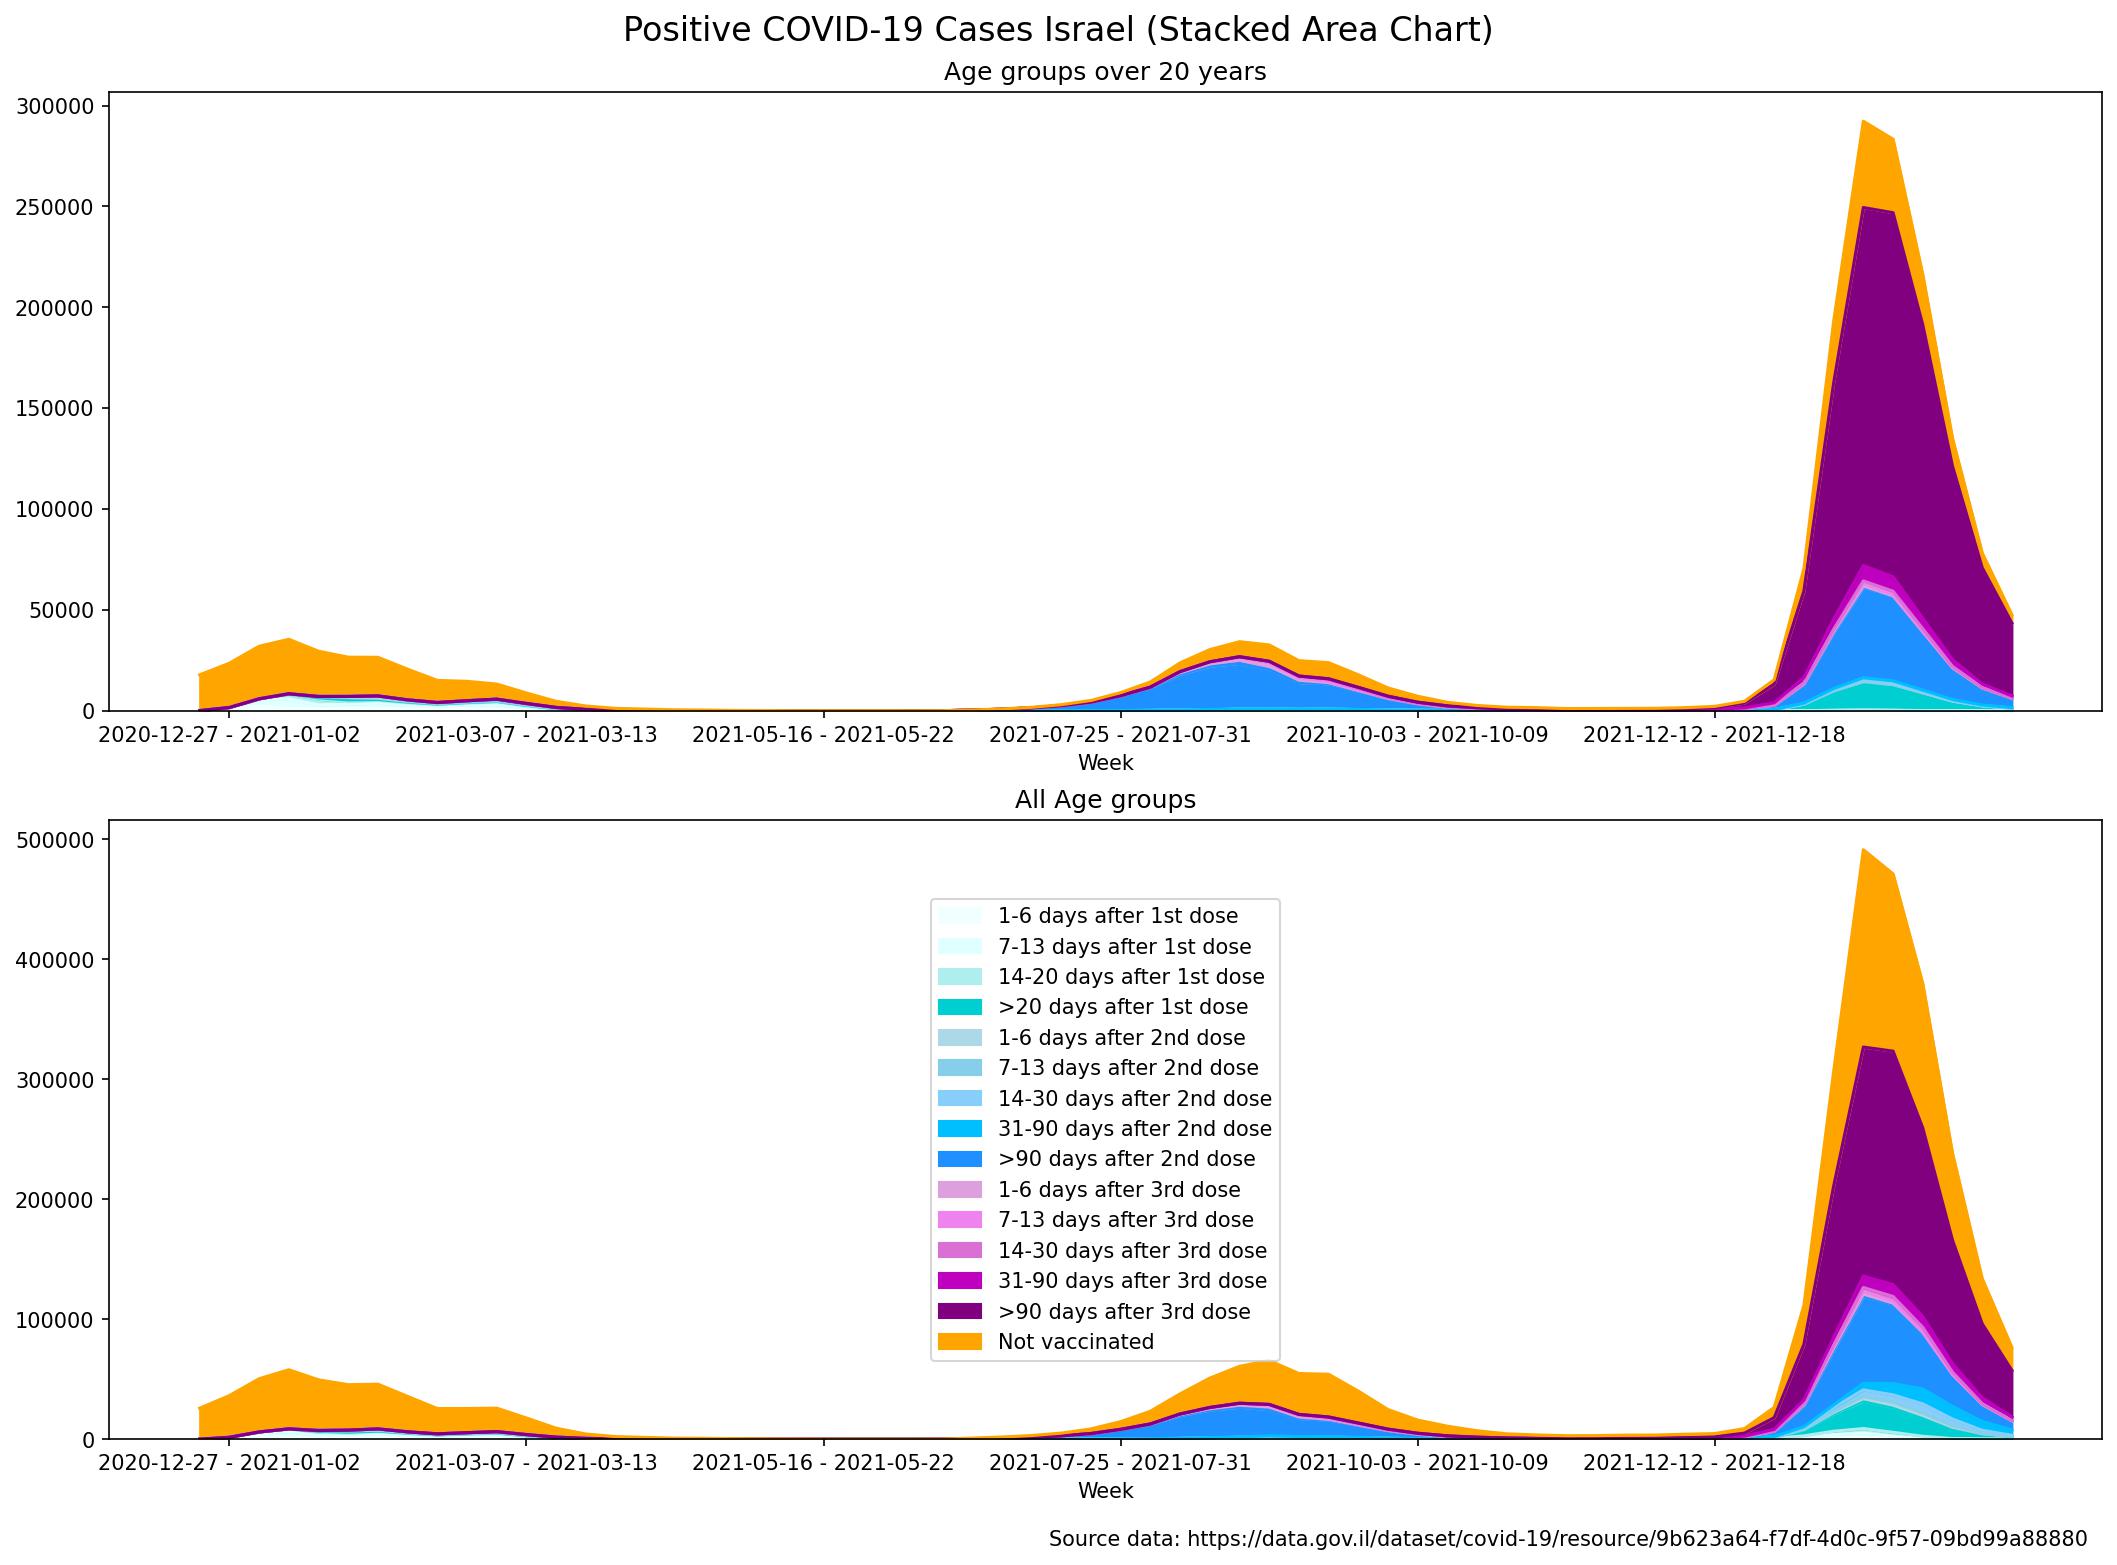 Positive COVID-19 Cases Israel (Stacked Area Chart)
Age groups over 20 years
300000
250000
200000
150000
100000
50000
0
2020-12-27 - 2021-01-02 2021-03-07 - 2021-03-13 2021-05-16 - 2021-05-22 2021-07-25 - 2021-07-31 2021-10-03 - 2021-10-09 2021-12-12 - 2021-12-18
Week
All Age groups
500000
400000
300000
200000
100000
0
1-6 days after 1st dose
7-13 days after 1st dose
14-20 days after 1st dose
>20 days after 1st dose
1-6 days after 2nd dose
7-13 days after 2nd dose
14-30 days after 2nd dose
31-90 days after 2nd dose
>90 days after 2nd dose
1-6 days after 3rd dose
7-13 days after 3rd dose
14-30 days after 3rd dose
31-90 days after 3rd dose
>90 days after 3rd dose
Not vaccinated
2020-12-27 - 2021-01-02 2021-03-07 - 2021-03-13 2021-05-16 - 2021-05-22 2021-07-25 - 2021-07-31 2021-10-03 - 2021-10-09 2021-12-12 - 2021-12-18
Week
Source data: https://data.gov.il/dataset/covid-19/resource/9b623a64-f7df-4d0c-9f57-09bd99a88880